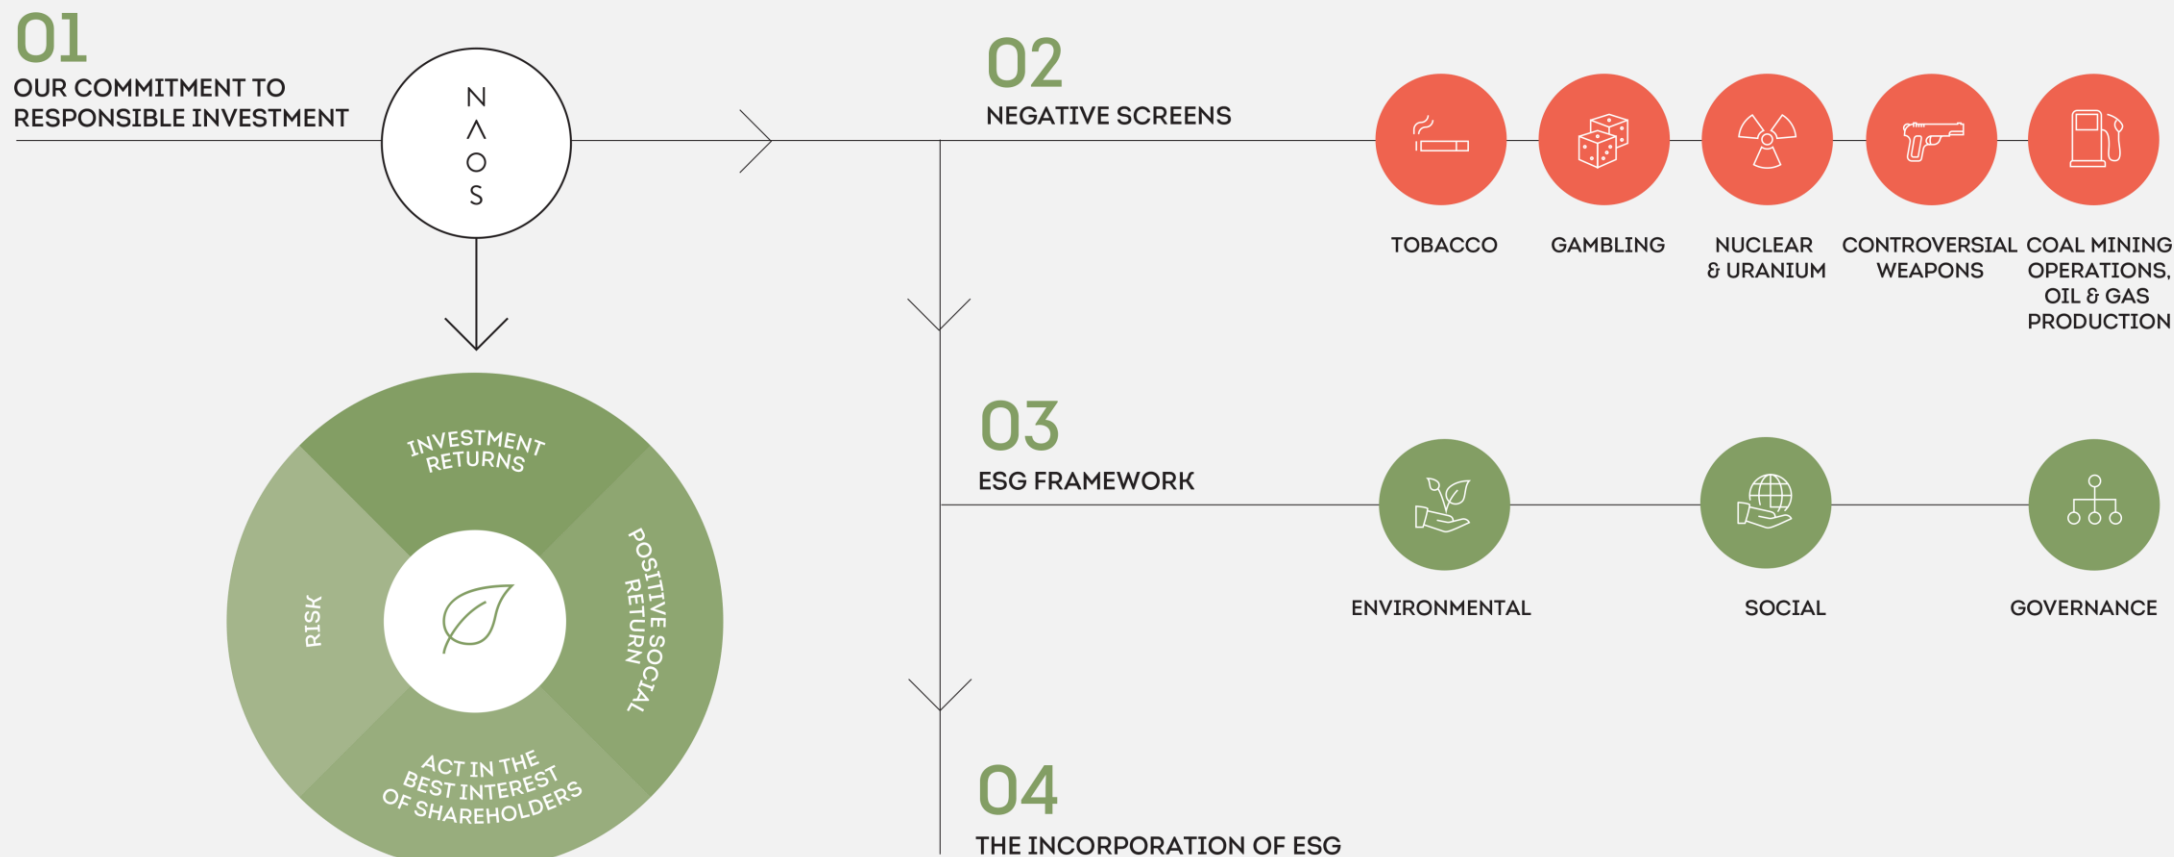 01
OUR COMMITMENT TO
RESPONSIBLE INVESTMENT
N
Λ
O
S
02
NEGATIVE SCREENS
TOBACCO
GAMBLING
NUCLEAR
& URANIUM
CONTROVERSIAL
WEAPONS
COAL MINING
OPERATIONS,
OIL & GAS
PRODUCTION
INVESTMENT
RETURNS
POSITIVE SOCIAL
RETURN
ACT IN THE
BEST INTEREST
OF SHAREHOLDERS
RISK
03
ESG FRAMEWORK
ENVIRONMENTAL
SOCIAL
GOVERNANCE
04
THE INCORPORATION OF ESG